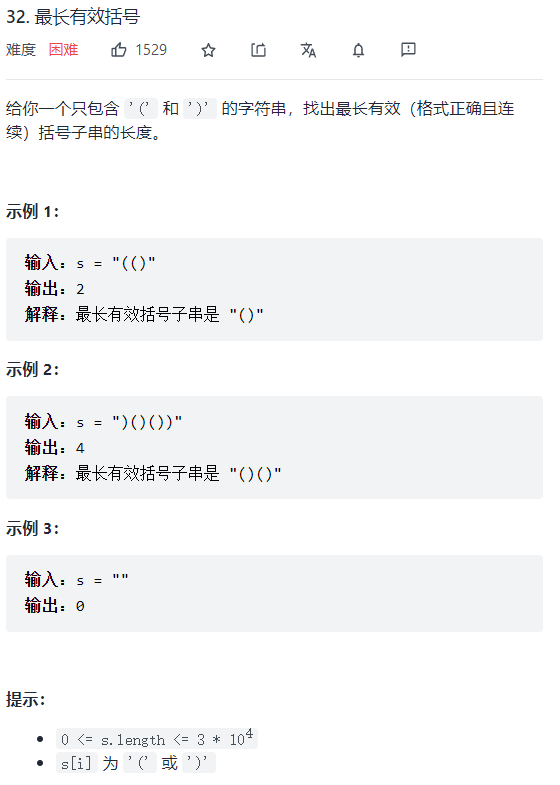 32. 最长有效括号
难度 困难 1529
给你一个只包含 '(' 和 ')' 的字符串，找出最长有效（格式正确且连
续）括号子串的长度。
示例 1：
输入：s = "(()"
输出：2
解释：最长有效括号子串是 "()"
示例 2：
输入：s = ")()())"
输出：4
解释：最长有效括号子串是 "()()"
示例 3：
输入：s = ""
输出：0
提示：
• 0 <= s.length <= 3 * 10⁴
• s[i] 为 '(' 或 ')'